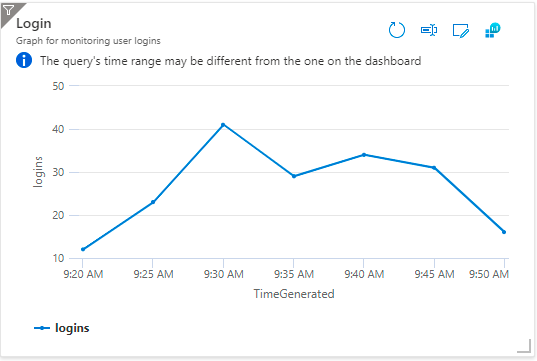 Login
Graph for monitoring user logins
The query's time range may be different from the one on the dashboard
50
40
30
20
10
logins
9:20 AM 9:25 AM 9:30 AM 9:35 AM 9:40 AM 9:45 AM 9:50 AM
TimeGenerated
logins